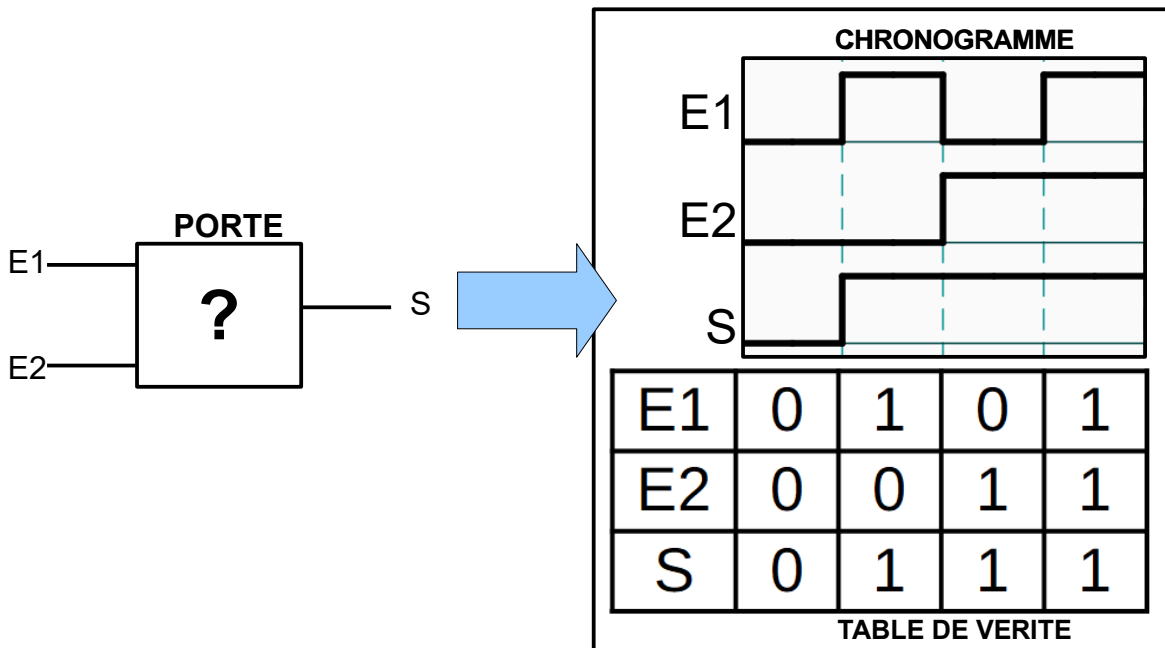 PORTE
E1
?
S
E2
CHRONOGRAMME
E1
E2
S
E1 0 1 0 1
E2 0 0 1 1
S 0 1 1 1
TABLE DE VERITE